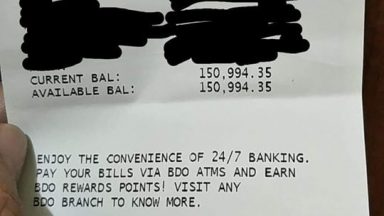 CURRENT BAL: 150,994.35
AVAILABLE BAL: 150,994.35
ENJOY THE CONVENIENCE OF 24/7 BANKING.
PAY YOUR BILLS VIA BDO ATMS AND EARN
BDO REWARDS POINTS! VISIT ANY
BDO BRANCH TO KNOW MORE.